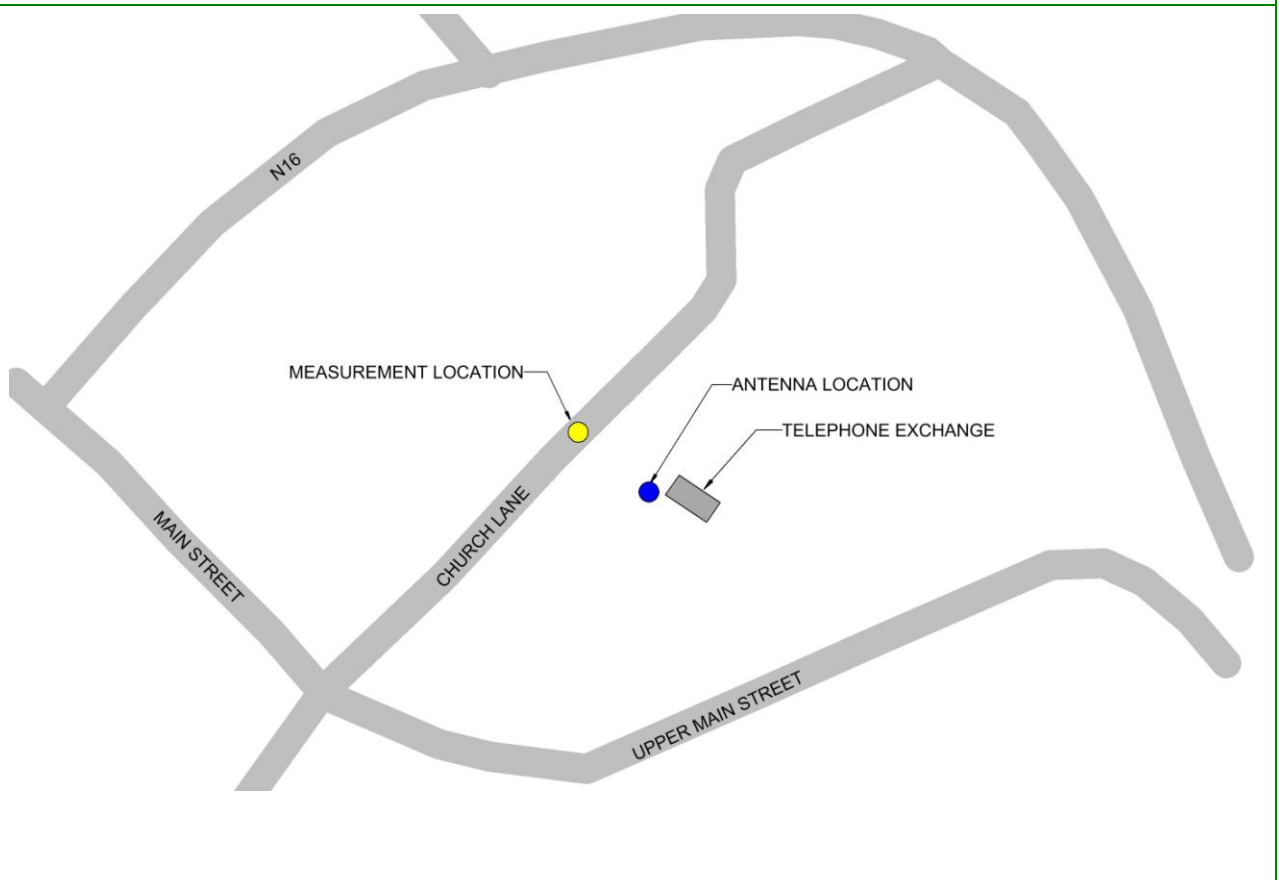 N16
MEASUREMENT LOCATION
ANTENNA LOCATION
TELEPHONE EXCHANGE
CHURCH LANE
MAIN STREET
UPPER MAIN STREET